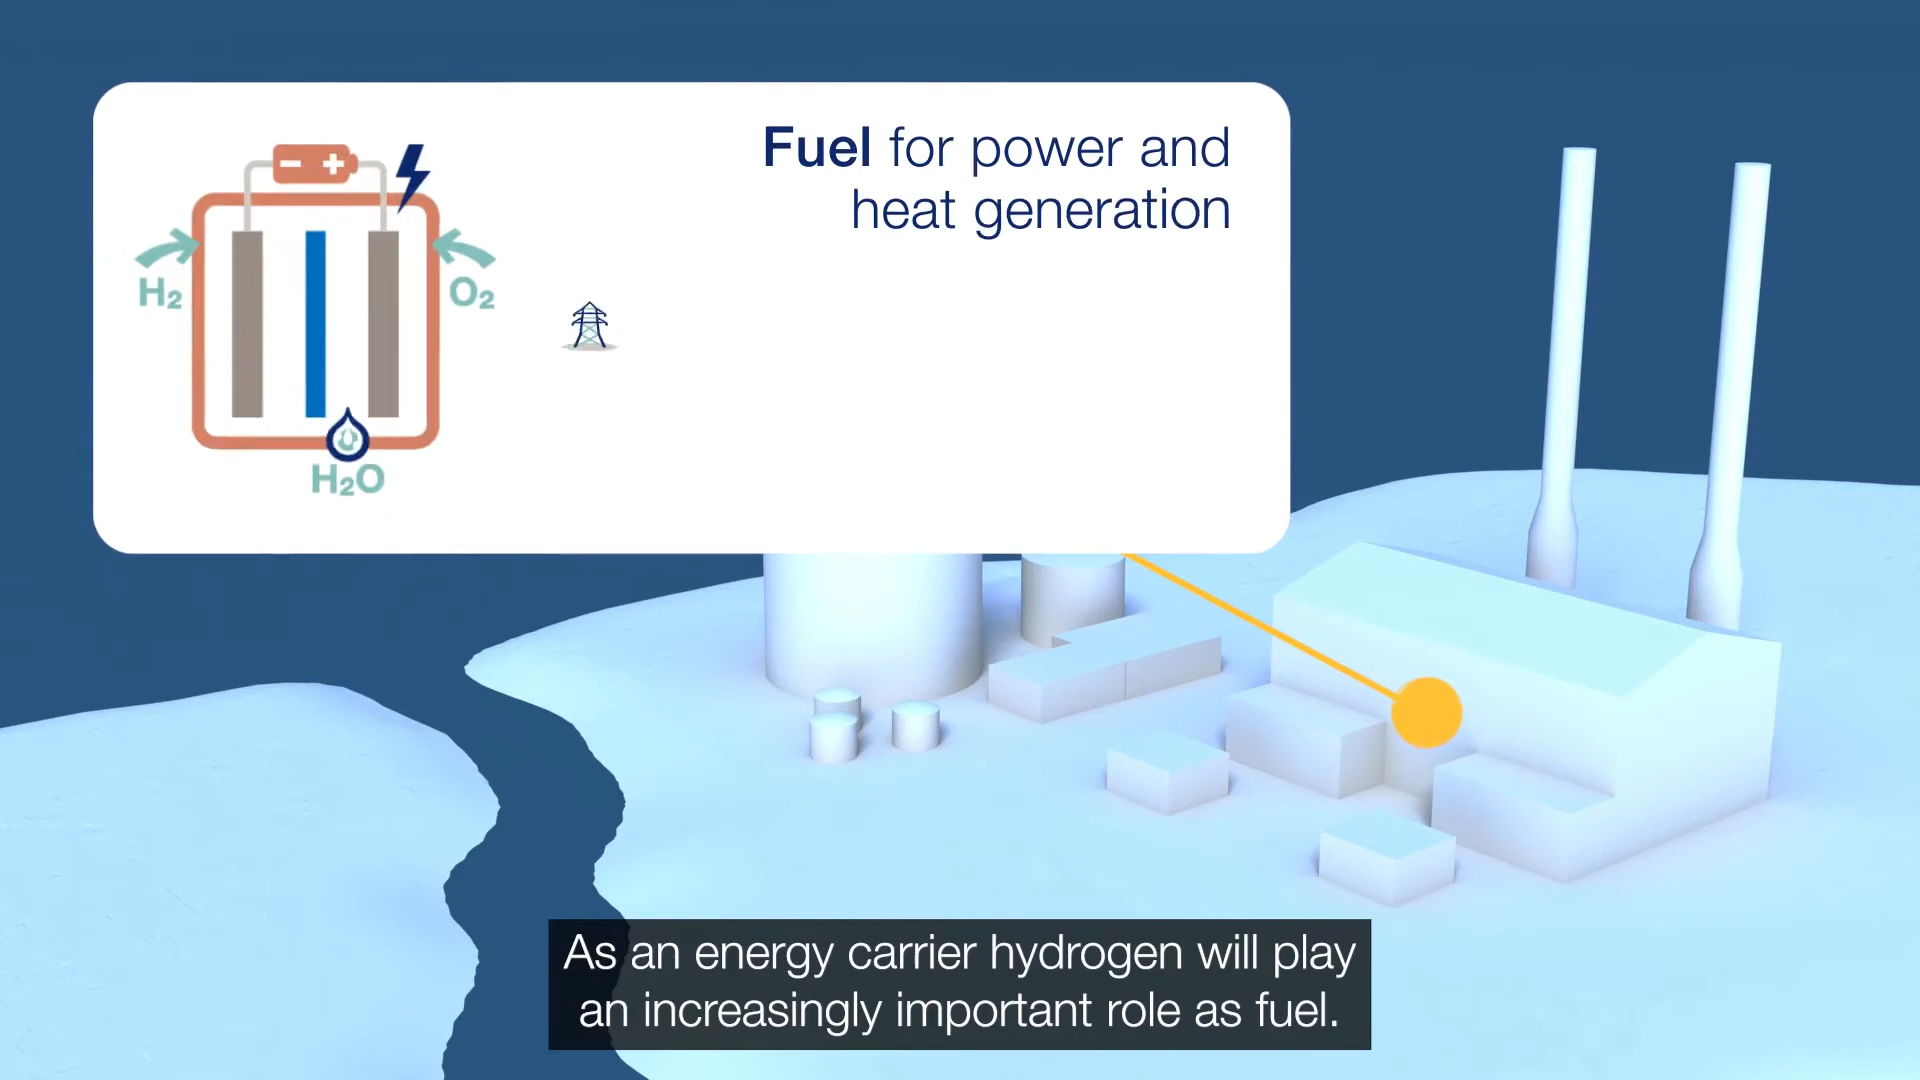 Fuel for power and
heat generation
− +
H₂
O₂
H₂O
As an energy carrier hydrogen will play
an increasingly important role as fuel.